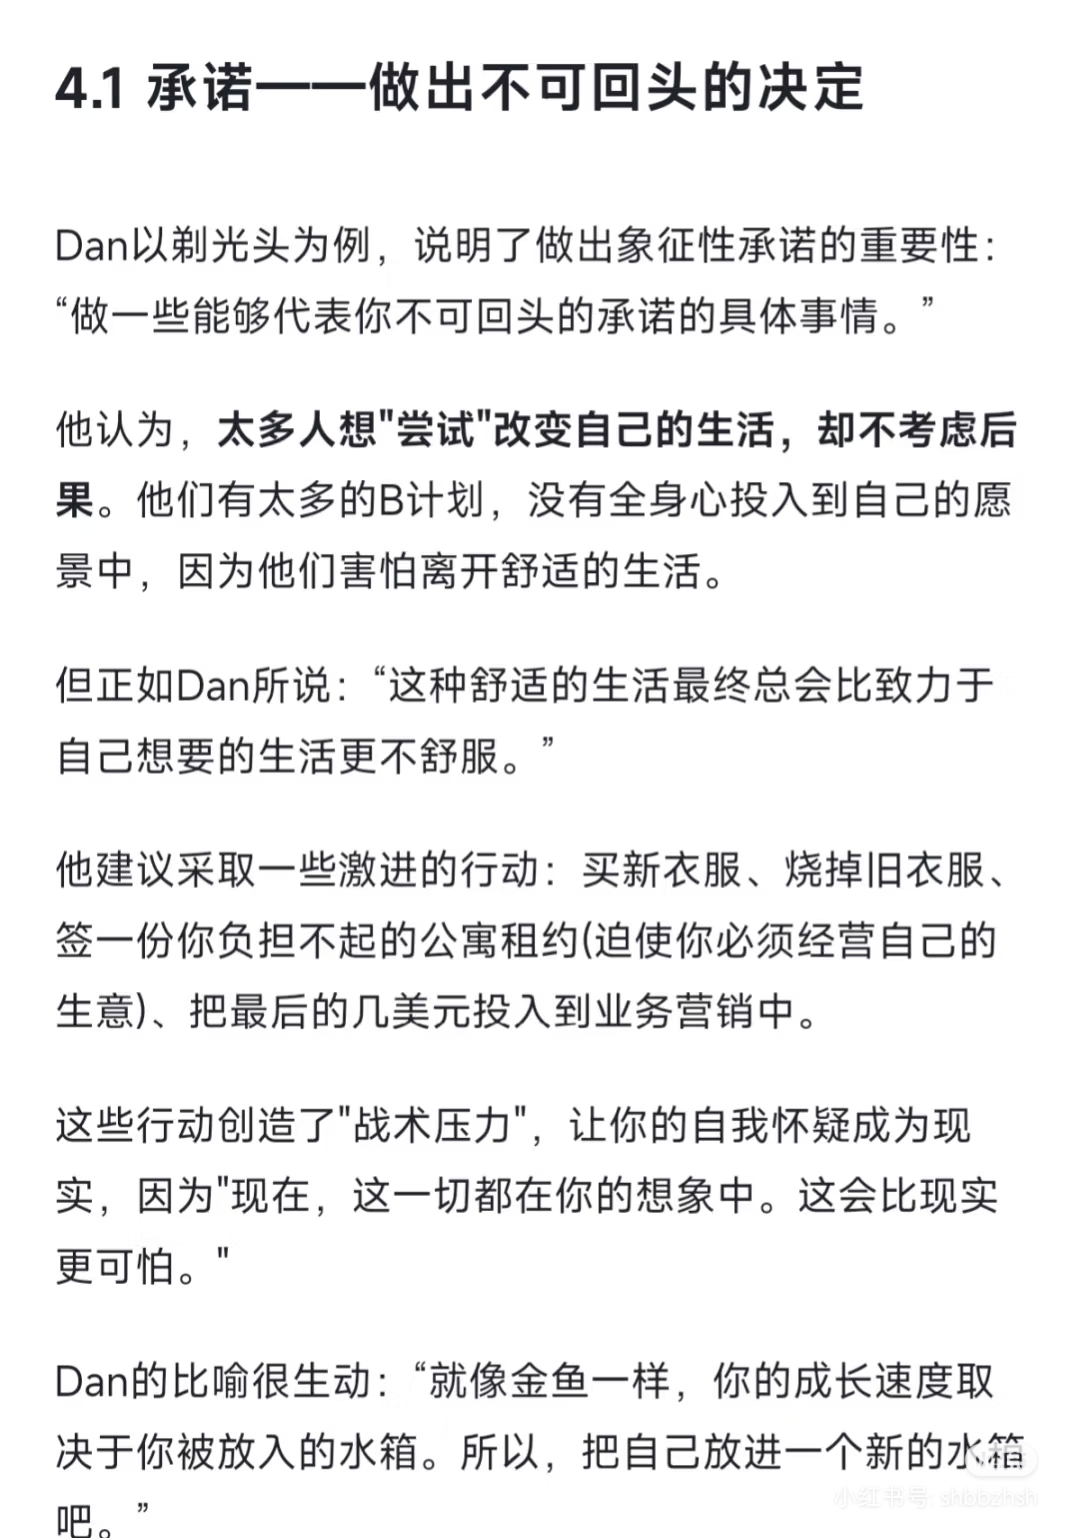 4.1 承诺——做出不可回头的决定
Dan以剃光头为例，说明了做出象征性承诺的重要性：
“做一些能够代表你不可回头的承诺的具体事情。”
他认为，太多人想"尝试"改变自己的生活，却不考虑后
果。他们有太多的B计划，没有全身心投入到自己的愿
景中，因为他们害怕离开舒适的生活。
但正如Dan所说：“这种舒适的生活最终总会比致力于
自己想要的生活更不舒服。”
他建议采取一些激进的行动：买新衣服、烧掉旧衣服、
签一份你负担不起的公寓租约(迫使你必须经营自己的
生意)、把最后的几美元投入到业务营销中。
这些行动创造了"战术压力"，让你的自我怀疑成为现
实，因为"现在，这一切都在你的想象中。这会比现实
更可怕。"
Dan的比喻很生动：“就像金鱼一样，你的成长速度取
决于你被放入的水箱。所以，把自己放进一个新的水箱
吧。”
小红书号: shbbzhsh